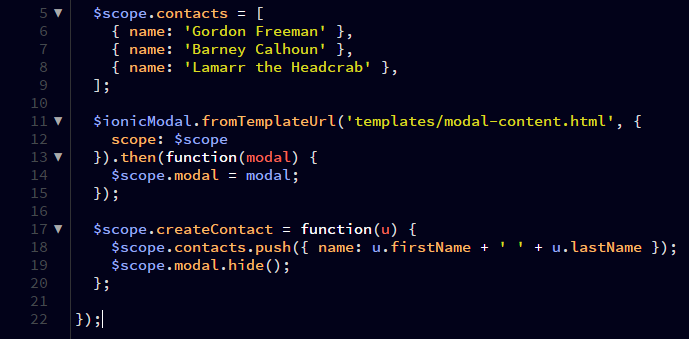 5 $scope.contacts = [
6 { name: 'Gordon Freeman' },
7 { name: 'Barney Calhoun' },
8 { name: 'Lamarr the Headcrab' },
9 ];
10
11 $ionicModal.fromTemplateUrl('templates/modal-content.html', {
12 scope: $scope
13 }).then(function(modal) {
14 $scope.modal = modal;
15 });
16
17 $scope.createContact = function(u) {
18 $scope.contacts.push({ name: u.firstName + ' ' + u.lastName });
19 $scope.modal.hide();
20 };
21
22 });